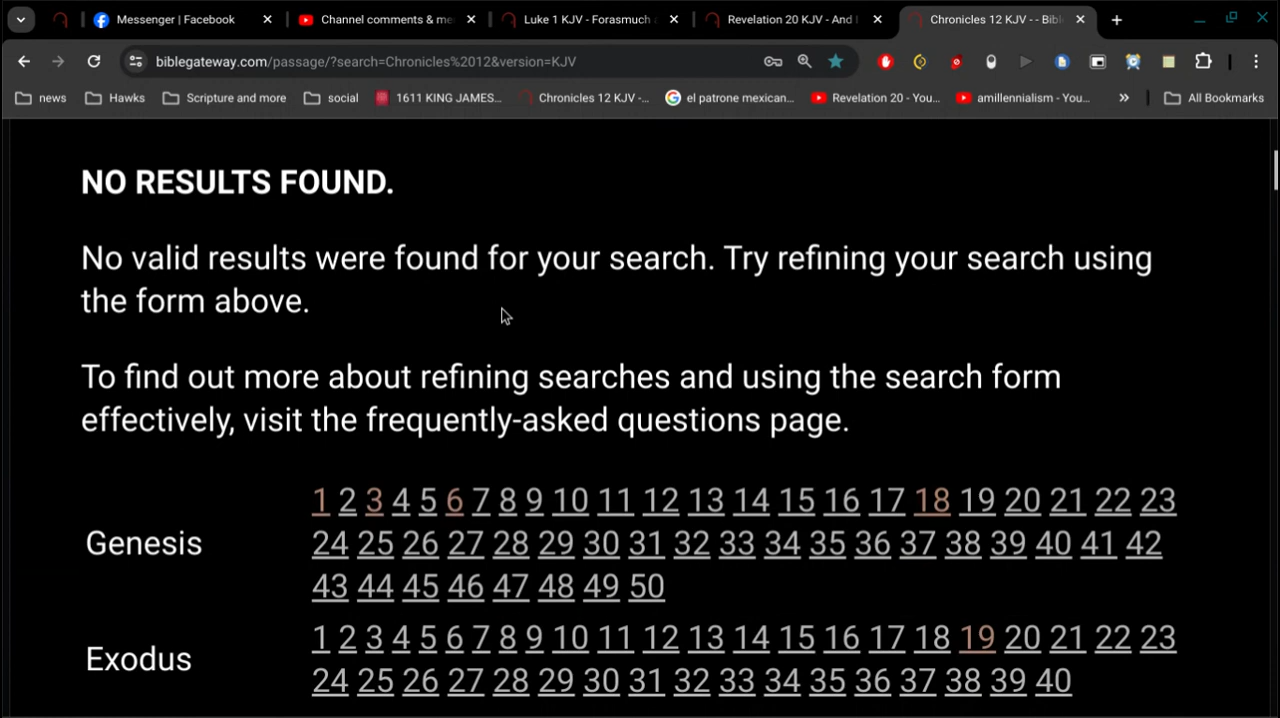 Messenger | Facebook
Channel comments & me
Luke 1 KJV - Forasmuch
Revelation 20 KJV - And
Chronicles 12 KJV - - Bibl
biblegateway.com/passage/?search=Chronicles%2012&version=KJV
news
Hawks
Scripture and more
social
1611 KING JAMES...
Chronicles 12 KJV -...
el patrone mexican...
Revelation 20 - You...
amillennialism - You...
All Bookmarks
NO RESULTS FOUND.
No valid results were found for your search. Try refining your search using
the form above.
To find out more about refining searches and using the search form
effectively, visit the frequently-asked questions page.
1 2 3 4 5 6 7 8 9 10 11 12 13 14 15 16 17 18 19 20 21 22 23
Genesis 24 25 26 27 28 29 30 31 32 33 34 35 36 37 38 39 40 41 42
43 44 45 46 47 48 49 50
1 2 3 4 5 6 7 8 9 10 11 12 13 14 15 16 17 18 19 20 21 22 23
Exodus 24 25 26 27 28 29 30 31 32 33 34 35 36 37 38 39 40